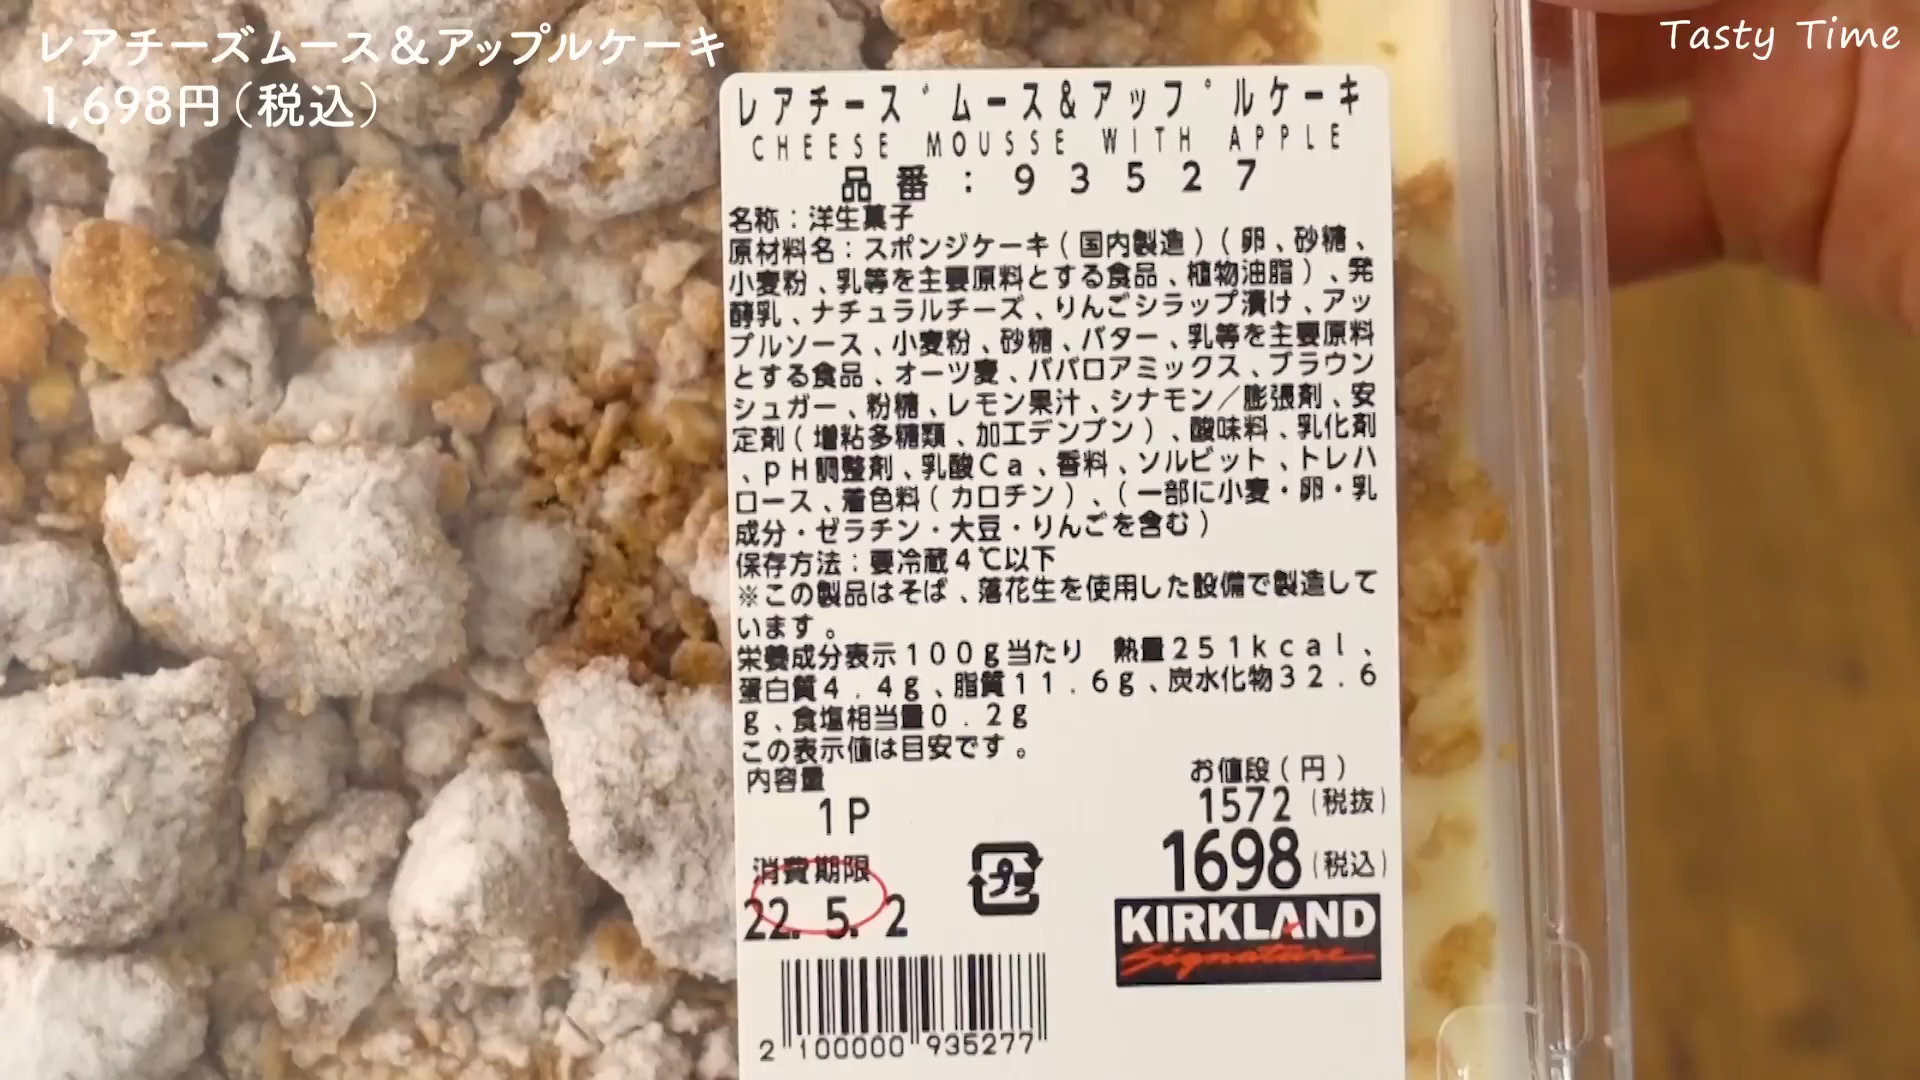 レアチーズムース&アップルケーキ
1,698円(税込)
Tasty Time
レアチーズムース&アップルケーキ
CHEESE MOUSSE WITH APPLE
品番:93527
名称:洋生菓子
原材料名:スポンジケーキ(国内製造)(卵、砂糖、
小麦粉、乳等を主要原料とする食品、植物油脂)、発
酵乳、ナチュラルチーズ、りんごシラップ漬け、アッ
プルソース、小麦粉、砂糖、バター、乳等を主要原料
とする食品、オーツ麦、ババロアミックス、ブラウン
シュガー、粉糖、レモン果汁、シナモン/膨張剤、安
定剤(増粘多糖類、加工デンプン)、酸味料、乳化剤
、pH調整剤、乳酸Ca、香料、ソルビット、トレハ
ロース、着色料(カロチン)、(一部に小麦・卵・乳
成分・ゼラチン・大豆・りんごを含む)
保存方法:要冷蔵4℃以下
※この製品はそば、落花生を使用した設備で製造して
います。
栄養成分表示100g当たり 熱量251kcal、
蛋白質4.4g、脂質11.6g、炭水化物32.6
g、食塩相当量0.2g
この表示値は目安です。
内容量
1P
お値段(円)
1572(税抜)
1698(税込)
消費期限
22.5.2
プラ
KIRKLAND
Signature
2 100000 935277